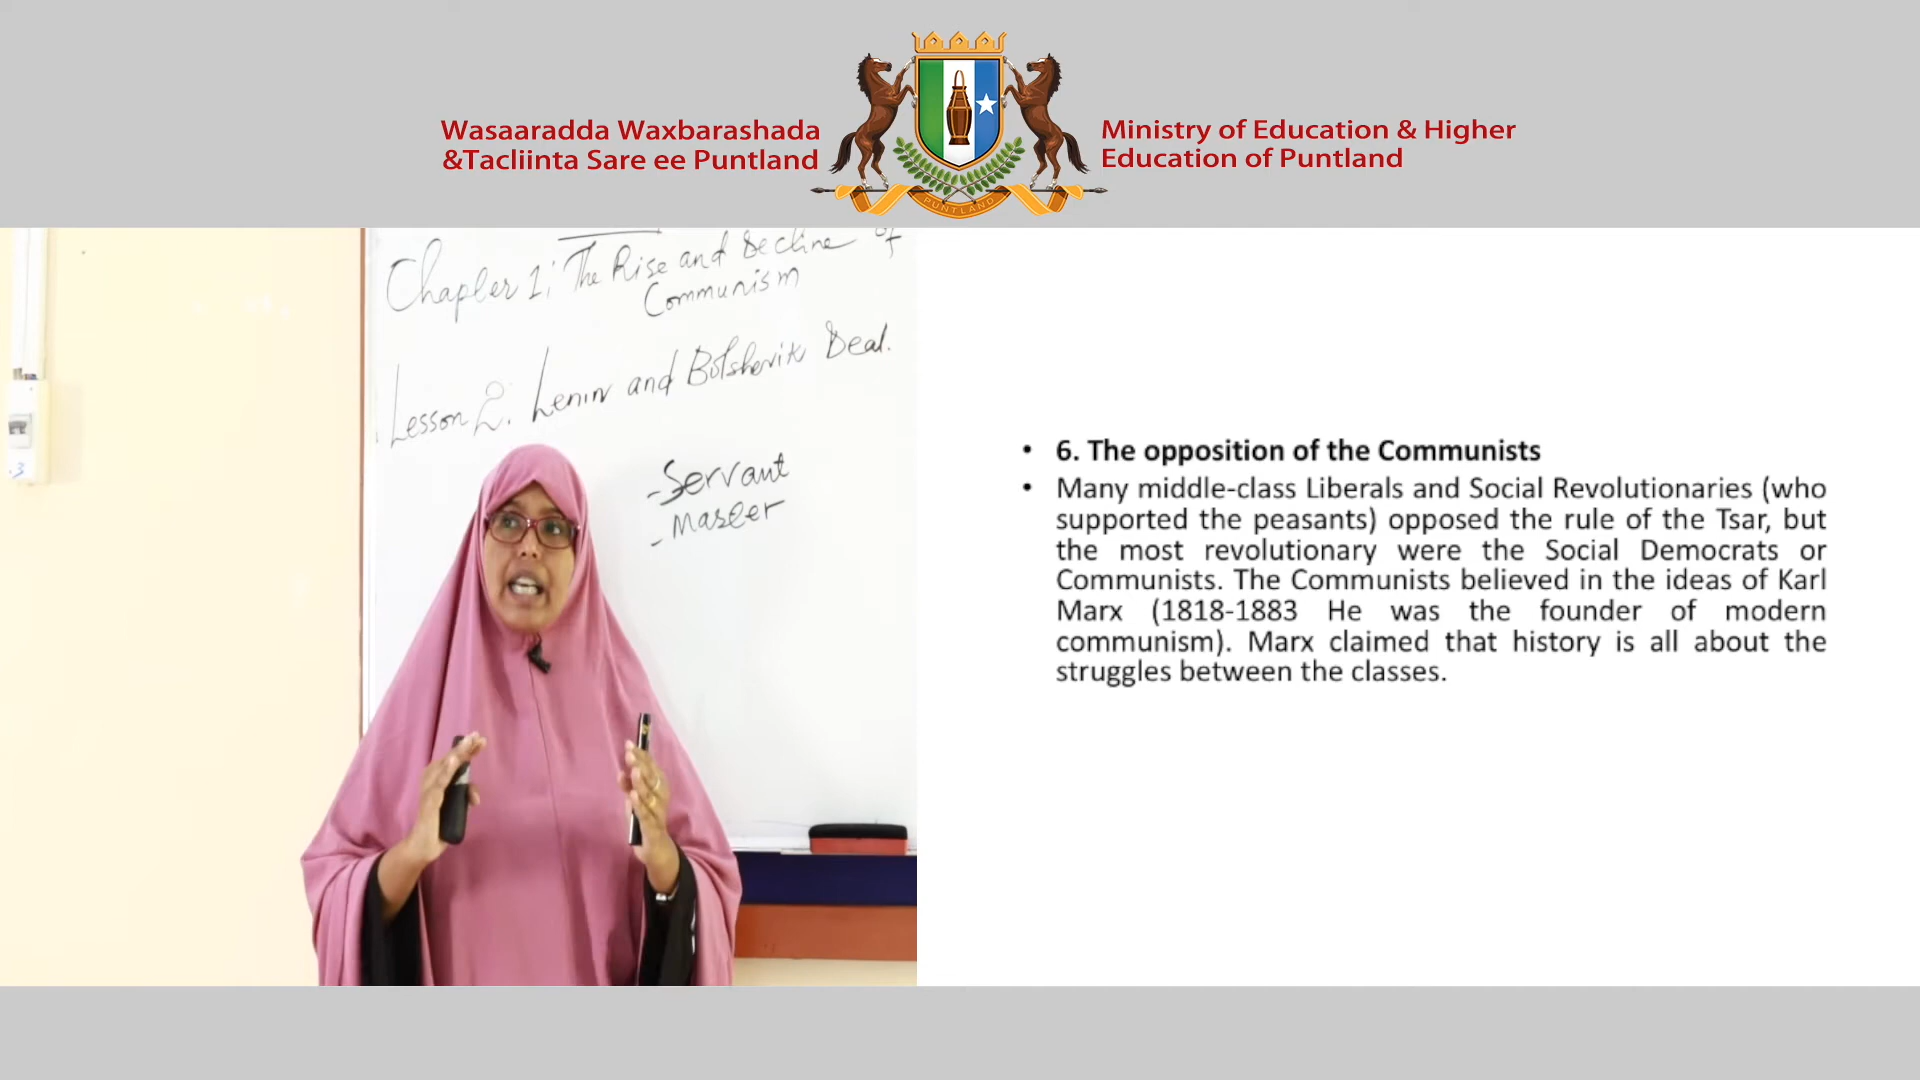 Wasaaradda Waxbarashada
&Tacliinta Sare ee Puntland
PUNTLAND
Ministry of Education & Higher
Education of Puntland
Chapter 1; The Rise and Decline of
Communism
Lesson 2. Lenin and Bolshevik Deal.
- Servant
- Master
.3
• 6. The opposition of the Communists
• Many middle-class Liberals and Social Revolutionaries (who
supported the peasants) opposed the rule of the Tsar, but
the most revolutionary were the Social Democrats or
Communists. The Communists believed in the ideas of Karl
Marx (1818-1883 He was the founder of modern
communism). Marx claimed that history is all about the
struggles between the classes.